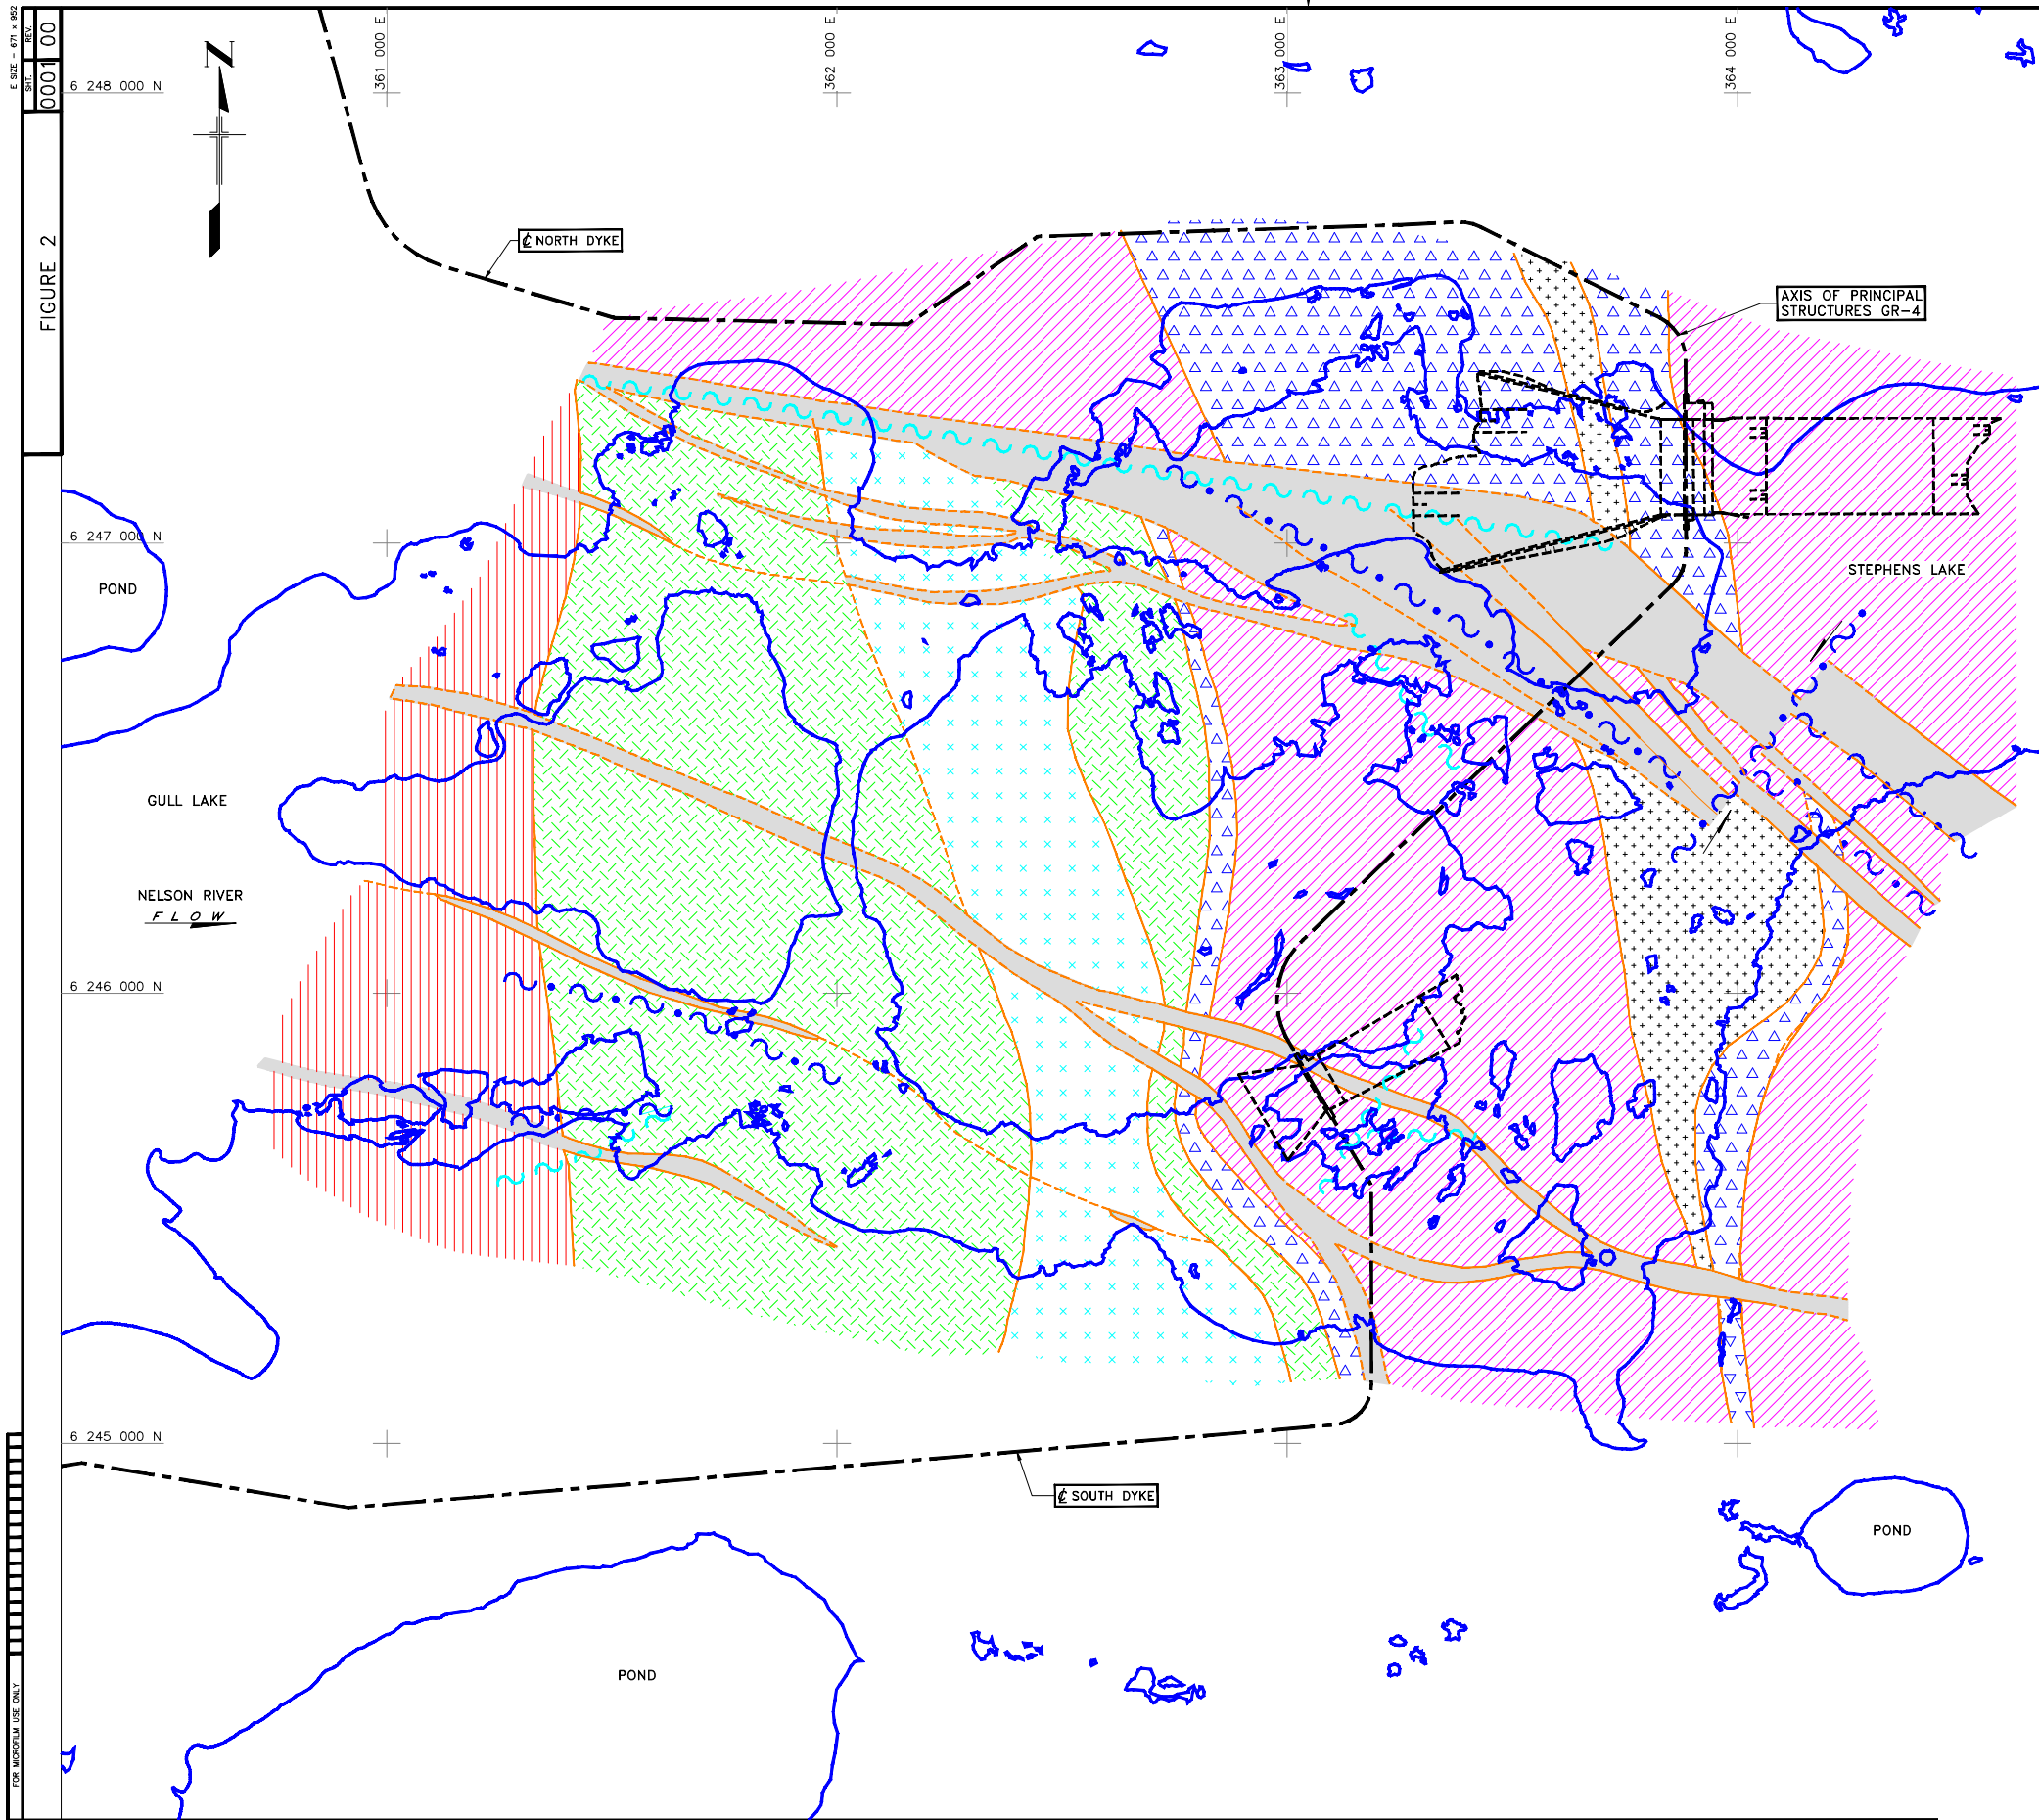 E SIZE - 671 x 952
SHT. REV.
0001 00
FIGURE 2
FOR MICROFILM USE ONLY
N
361 000 E
362 000 E
363 000 E
364 000 E
6 248 000 N
6 247 000 N
6 246 000 N
6 245 000 N
℄ NORTH DYKE
AXIS OF PRINCIPAL
STRUCTURES GR-4
POND
STEPHENS LAKE
GULL LAKE
NELSON RIVER
FLOW
℄ SOUTH DYKE
POND
POND